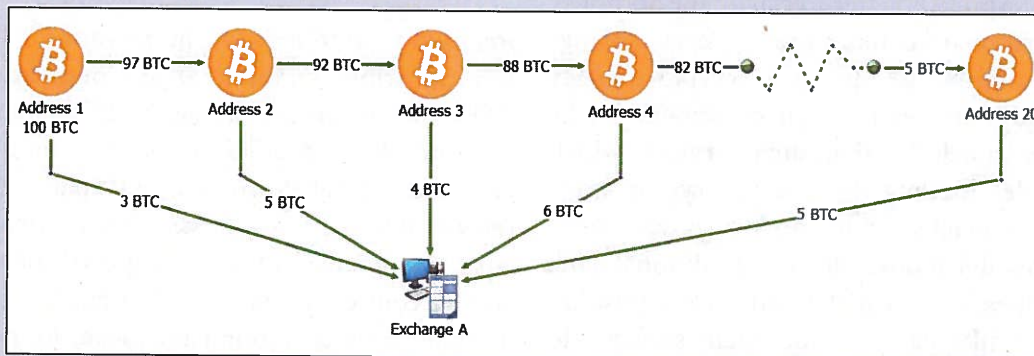 97 BTC
92 BTC
88 BTC
82 BTC
5 BTC
Address 1
100 BTC
Address 2
Address 3
Address 4
Address 20
3 BTC
5 BTC
4 BTC
6 BTC
5 BTC
Exchange A